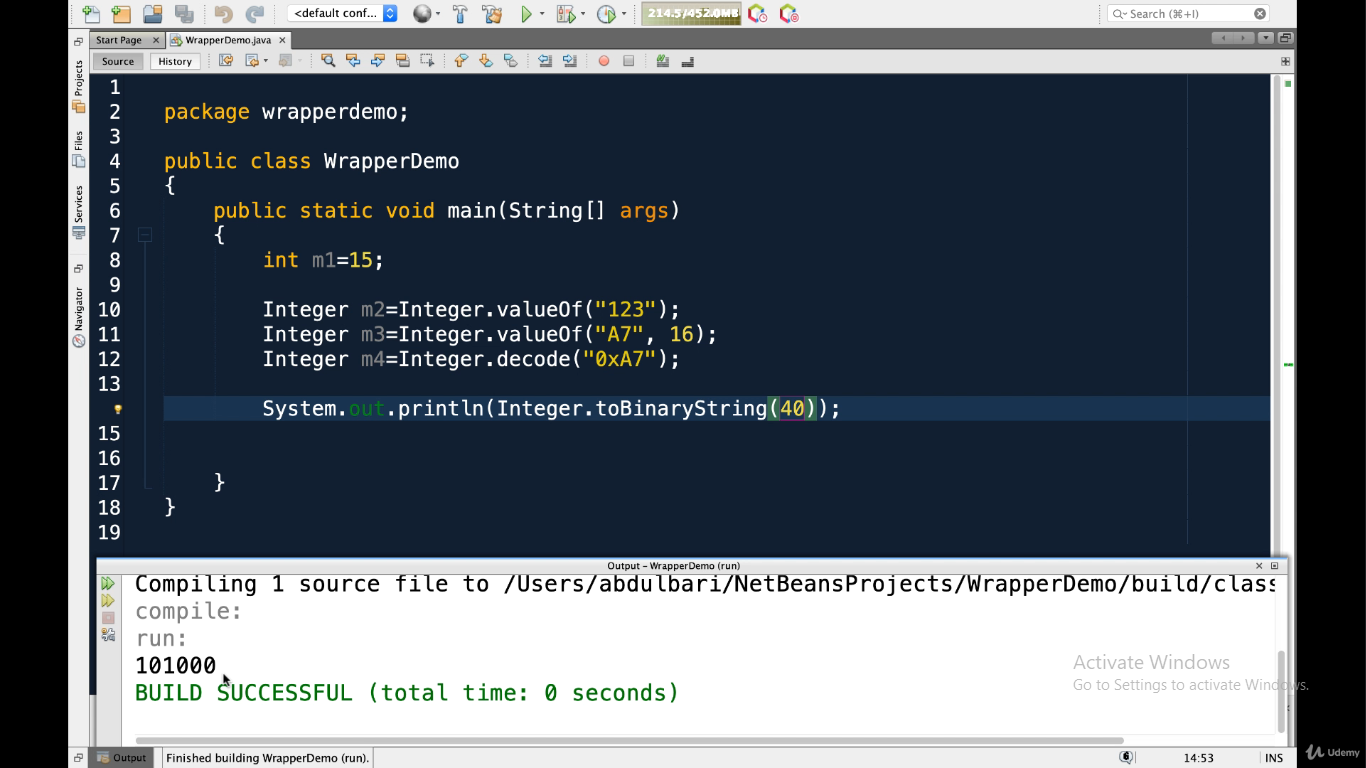 <default conf...
214.5/452.0MB
Search (⌘+I)
Start Page
WrapperDemo.java
Source
History
Projects
Files
Services
Navigator
1
2 package wrapperdemo;
3
4 public class WrapperDemo
5 {
6 public static void main(String[] args)
7 {
8 int m1=15;
9
10 Integer m2=Integer.valueOf("123");
11 Integer m3=Integer.valueOf("A7", 16);
12 Integer m4=Integer.decode("0xA7");
13
System.out.println(Integer.toBinaryString(40));
15
16
17 }
18 }
19
Output - WrapperDemo (run)
Compiling 1 source file to /Users/abdulbari/NetBeansProjects/WrapperDemo/build/class
compile:
run:
101000
BUILD SUCCESSFUL (total time: 0 seconds)
Activate Windows
Go to Settings to activate Windows.
Output
Finished building WrapperDemo (run).
6
14:53
INS
Udemy